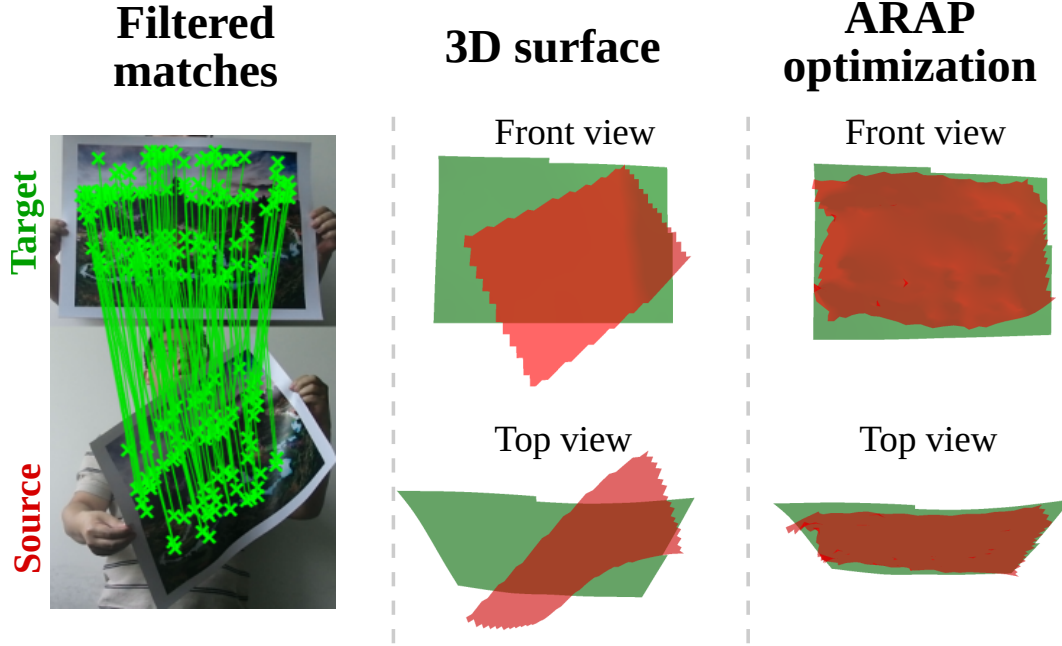 Filtered
matches
3D surface
ARAP
optimization
Target
Source
Front view
Top view
Front view
Top view